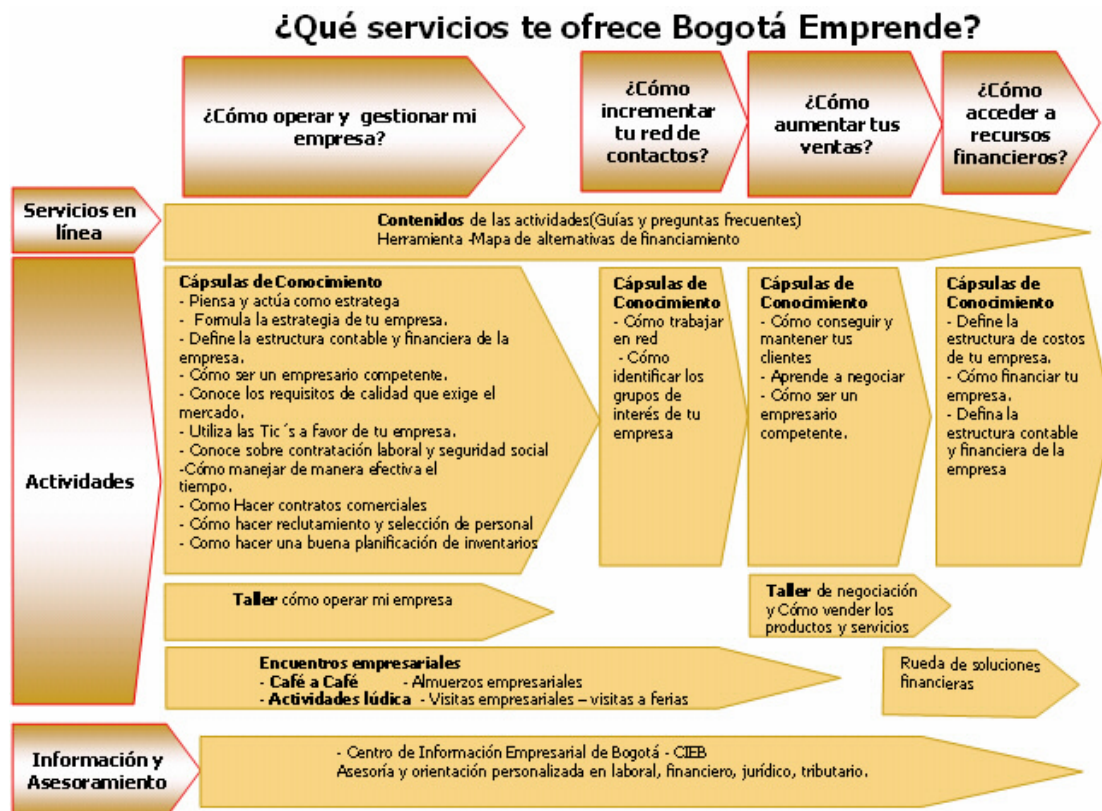 ¿Qué servicios te ofrece Bogotá Emprende?
¿Cómo operar y gestionar mi
empresa?
¿Cómo
incrementar
tu red de
contactos?
¿Cómo
aumentar tus
ventas?
¿Cómo
acceder a
recursos
financieros?
Servicios en
línea
Contenidos de las actividades(Guías y preguntas frecuentes)
Herramienta -Mapa de alternativas de financiamiento
Actividades
Cápsulas de Conocimiento
- Piensa y actúa como estratega
- Formula la estrategia de tu empresa.
- Define la estructura contable y financiera de la
empresa.
- Cómo ser un empresario competente.
- Conoce los requisitos de calidad que exige el
mercado.
- Utiliza las Tic´s a favor de tu empresa.
- Conoce sobre contratación laboral y seguridad social
-Cómo manejar de manera efectiva el
tiempo.
- Como Hacer contratos comerciales
- Cómo hacer reclutamiento y selección de personal
- Como hacer una buena planificación de inventarios
Cápsulas de
Conocimiento
- Cómo trabajar
en red
- Cómo
identificar los
grupos de
interés de tu
empresa
Cápsulas de
Conocimiento
- Cómo conseguir y
mantener tus
clientes
- Aprende a negociar
- Cómo ser un
empresario
competente.
Cápsulas de
Conocimiento
- Define la
estructura de costos
de tu empresa.
- Cómo financiar tu
empresa.
- Defina la
estructura contable
y financiera de la
empresa
Taller cómo operar mi empresa
Taller de negociación
y Cómo vender los
productos y servicios
Encuentros empresariales
- Café a Café - Almuerzos empresariales
- Actividades lúdica - Visitas empresariales – visitas a ferias
Rueda de soluciones
financieras
Información y
Asesoramiento
- Centro de Información Empresarial de Bogotá - CIEB
Asesoría y orientación personalizada en laboral, financiero, jurídico, tributario.